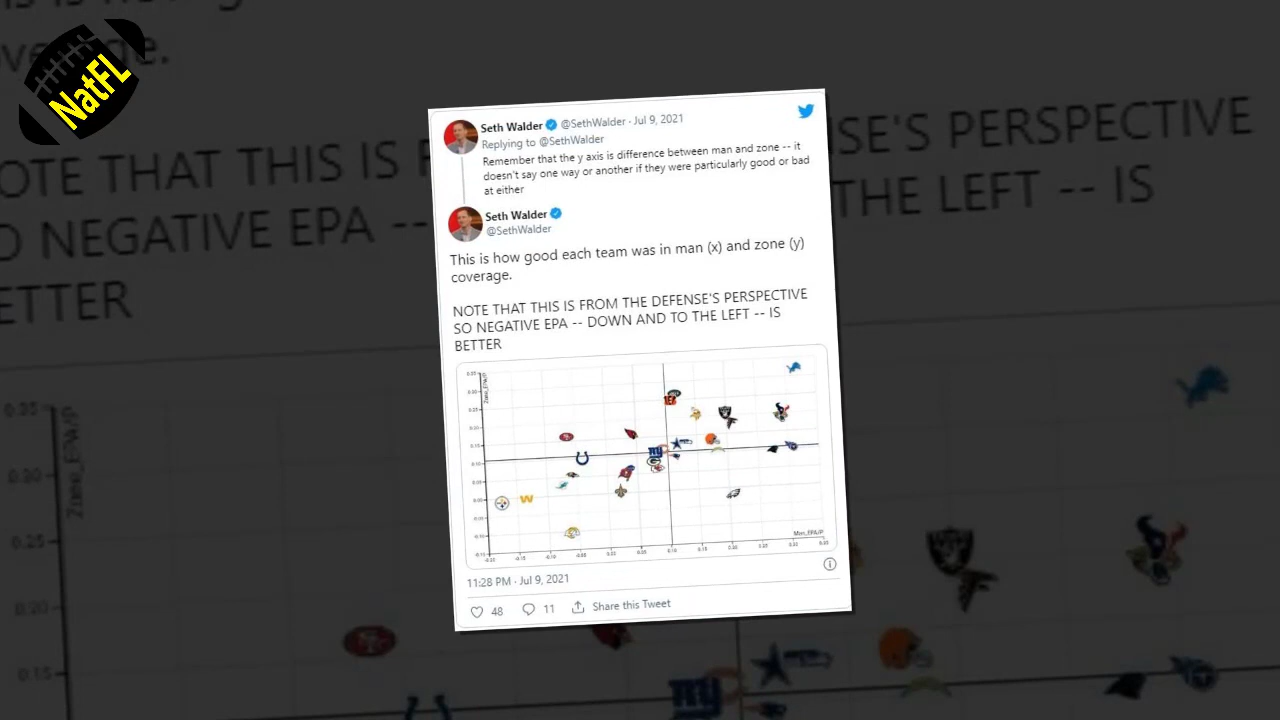 NatFL
Seth Walder @SethWalder · Jul 9, 2021
Replying to @SethWalder
Remember that the y axis is difference between man and zone -- it
doesn't say one way or another if they were particularly good or bad
at either
Seth Walder
@SethWalder
This is how good each team was in man (x) and zone (y)
coverage.
NOTE THAT THIS IS FROM THE DEFENSE'S PERSPECTIVE
SO NEGATIVE EPA -- DOWN AND TO THE LEFT -- IS
BETTER
Zone_EPA/P
Man_EPA/P
11:28 PM · Jul 9, 2021
48
11
Share this Tweet
OTE THAT THIS IS F
SE'S PERSPECTIVE
O NEGATIVE EPA --
THE LEFT -- IS
ETTER
0.35
0.30
0.25
0.20
0.15
Zone_EPA/P